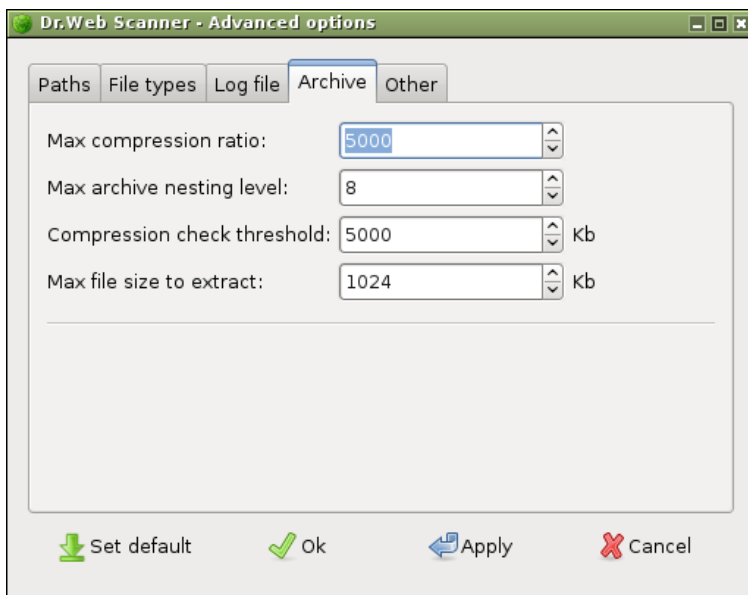 Dr.Web Scanner - Advanced options
Paths File types Log file Archive Other
Max compression ratio: 5000
Max archive nesting level: 8
Compression check threshold: 5000 Kb
Max file size to extract: 1024 Kb
Set default Ok Apply Cancel